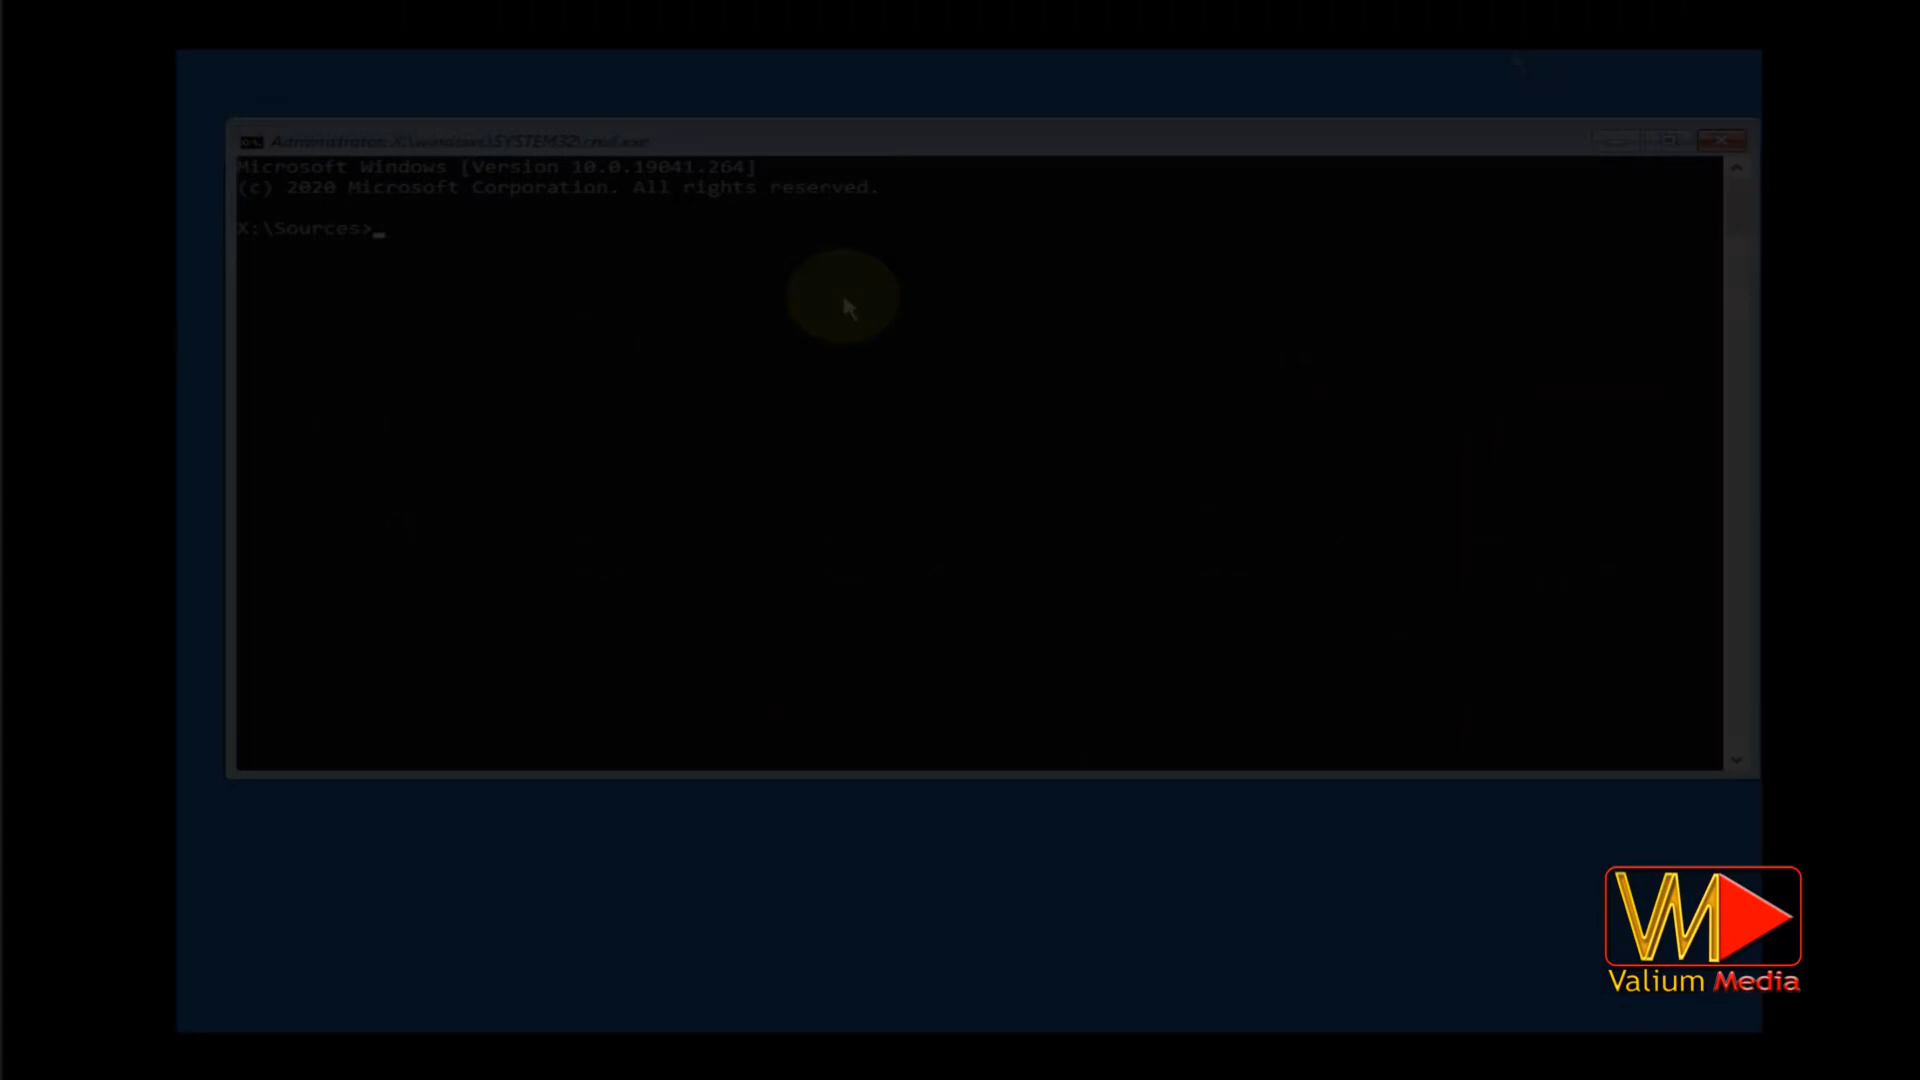 Administrator: X:\windows\SYSTEM32\cmd.exe
Microsoft Windows [Version 10.0.19041.264]
(c) 2020 Microsoft Corporation. All rights reserved.
X:\Sources>
VM
Valium Media